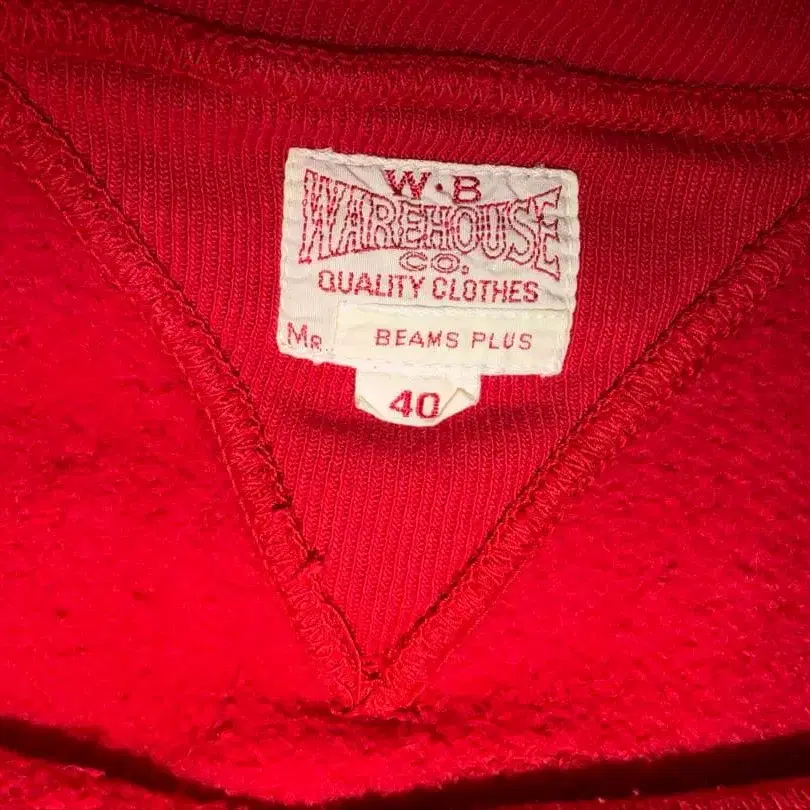 W·B
WAREHOUSE
CO.
QUALITY CLOTHES
MR. BEAMS PLUS
40